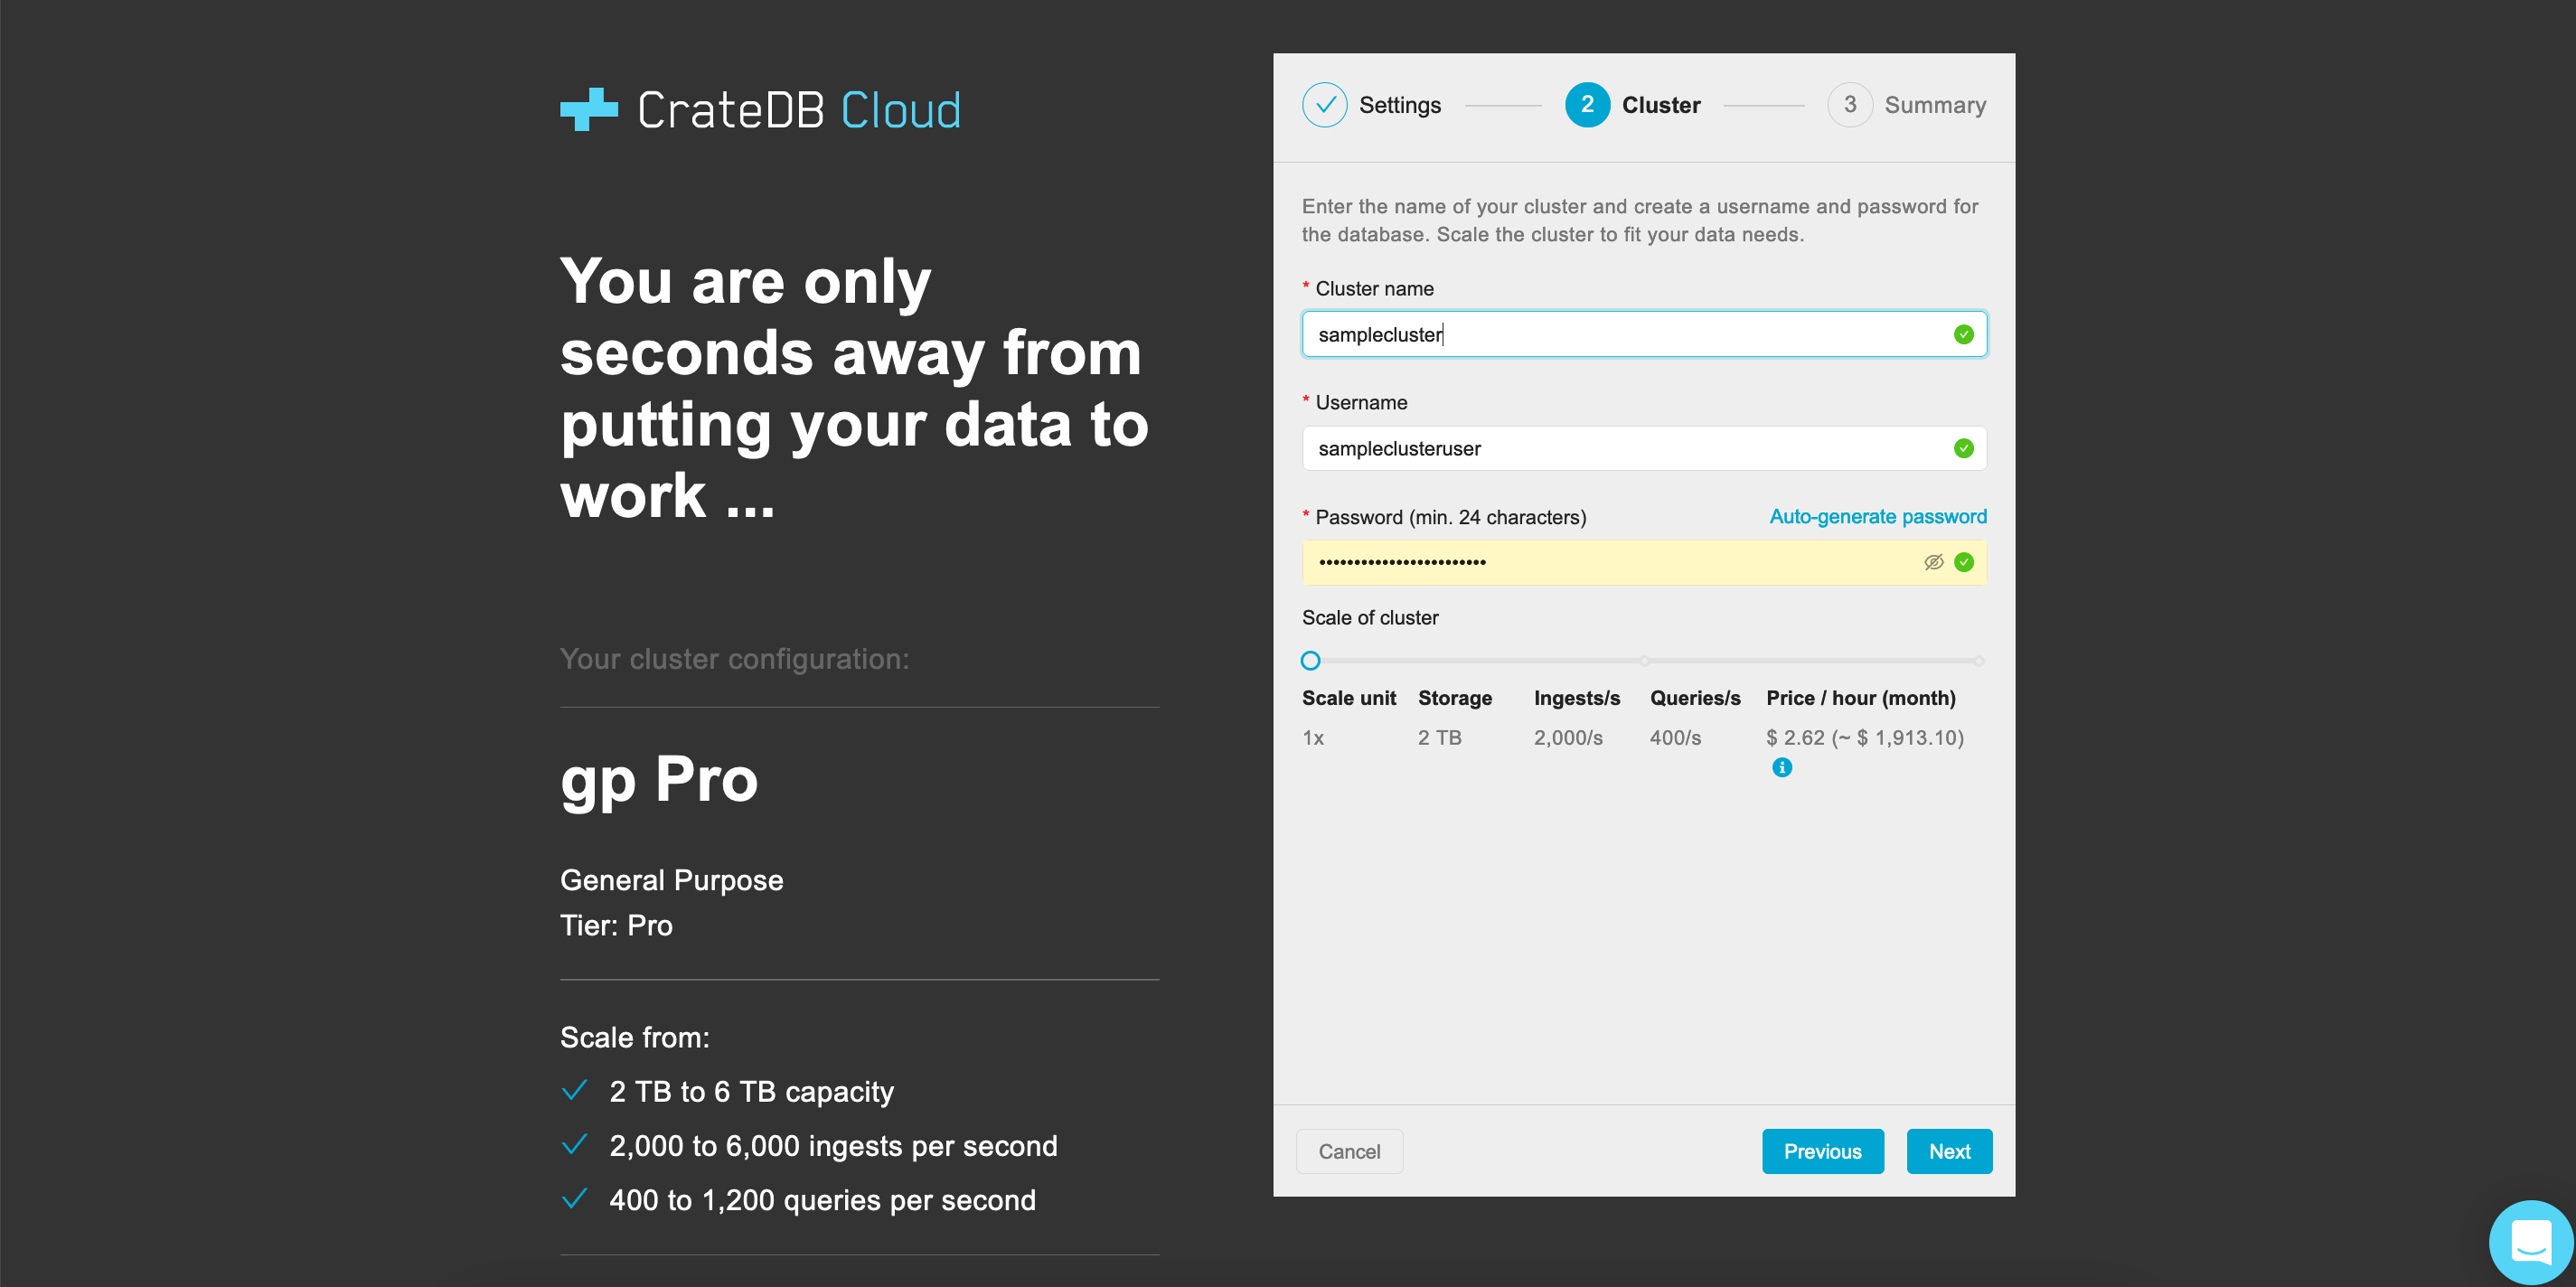 CrateDB Cloud
You are only
seconds away from
putting your data to
work ...
Your cluster configuration:
gp Pro
General Purpose
Tier: Pro
Scale from:
2 TB to 6 TB capacity
2,000 to 6,000 ingests per second
400 to 1,200 queries per second
Settings 2 Cluster 3 Summary
Enter the name of your cluster and create a username and password for
the database. Scale the cluster to fit your data needs.
* Cluster name
samplecluster
* Username
sampleclusteruser
* Password (min. 24 characters) Auto-generate password
••••••••••••••••••••••••
Scale of cluster
Scale unit Storage Ingests/s Queries/s Price / hour (month)
1x 2 TB 2,000/s 400/s $ 2.62 (~ $ 1,913.10)
Cancel Previous Next